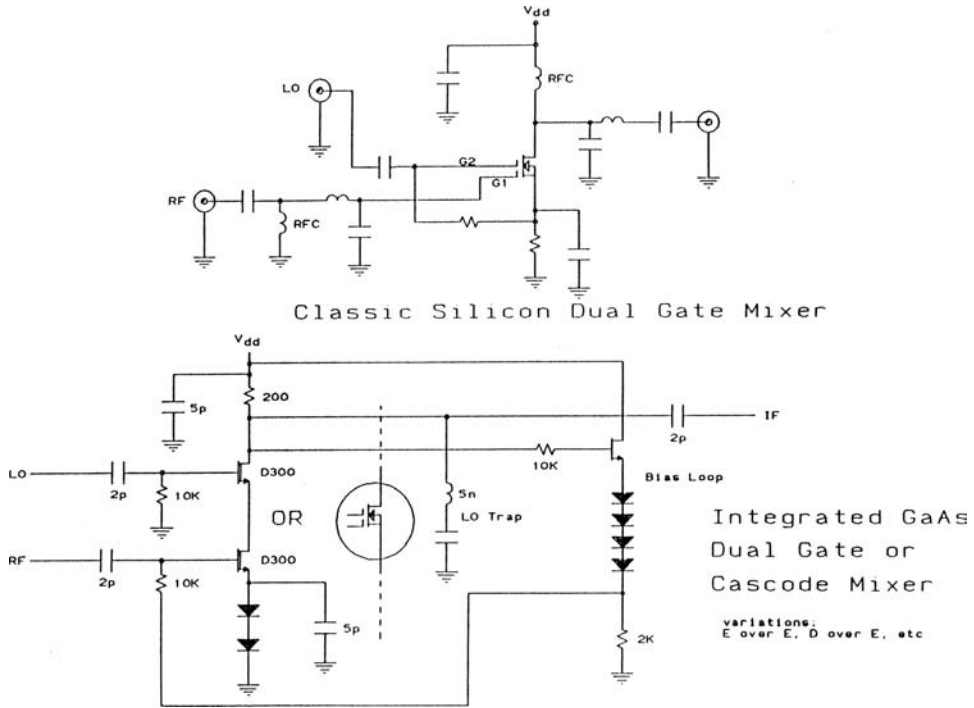 Vdd
RFC
LO
G2
G1
RF
RFC
Classic Silicon Dual Gate Mixer
Vdd
200
5p
2p
IF
LO
D300
10K
2p
10K
Bias Loop
OR
5n
LO Trap
Integrated GaAs
Dual Gate or
Cascode Mixer
RF
D300
2p
10K
5p
2K
variations:
E over E, D over E, etc